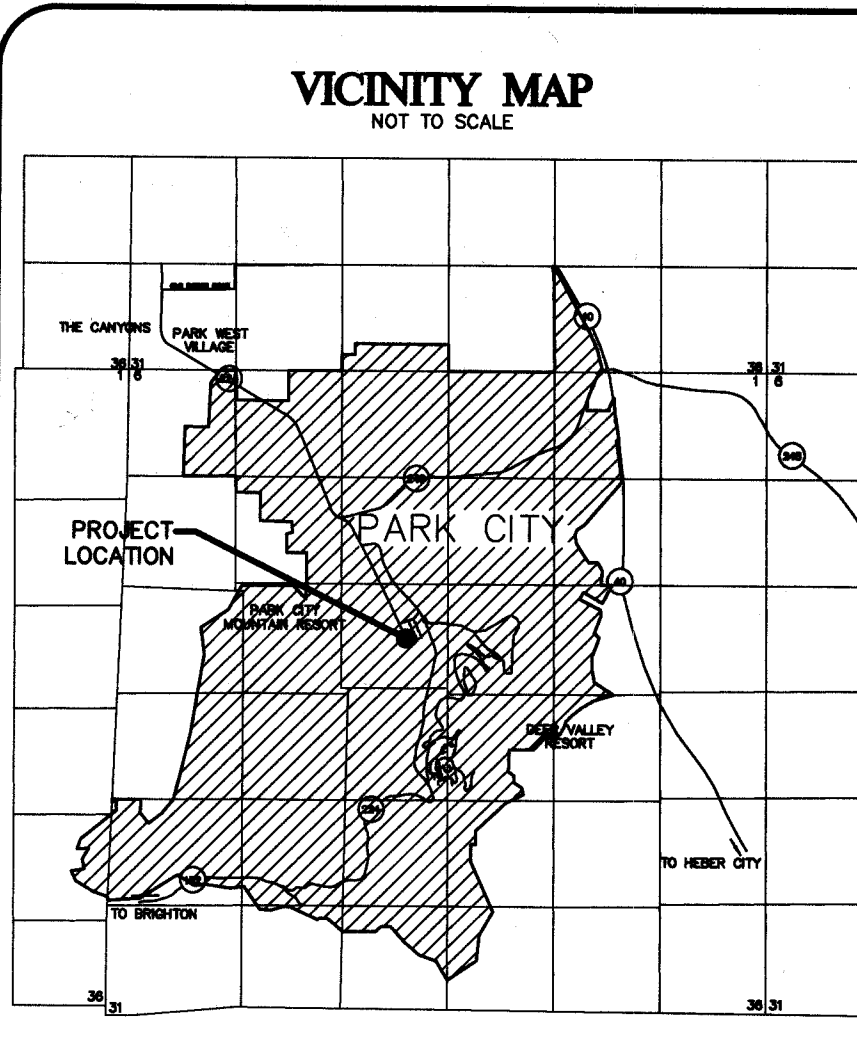 VICINITY MAP
NOT TO SCALE
THE CANYONS
PARK WEST
VILLAGE
36 31
1 6
36 31
1 6
40
248
248
PROJECT
LOCATION
PARK CITY
40
PARK CITY
MOUNTAIN RESORT
DEER VALLEY
RESORT
224
TO HEBER CITY
TO BRIGHTON
36
31
36 31